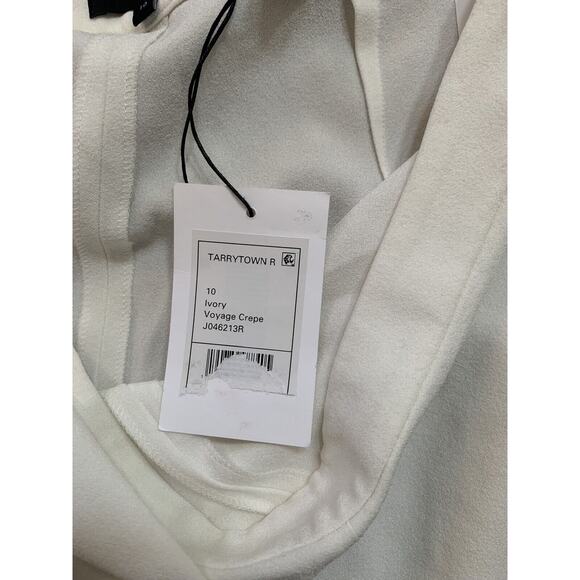 TARRYTOWN R
10
Ivory
Voyage Crepe
J046213R